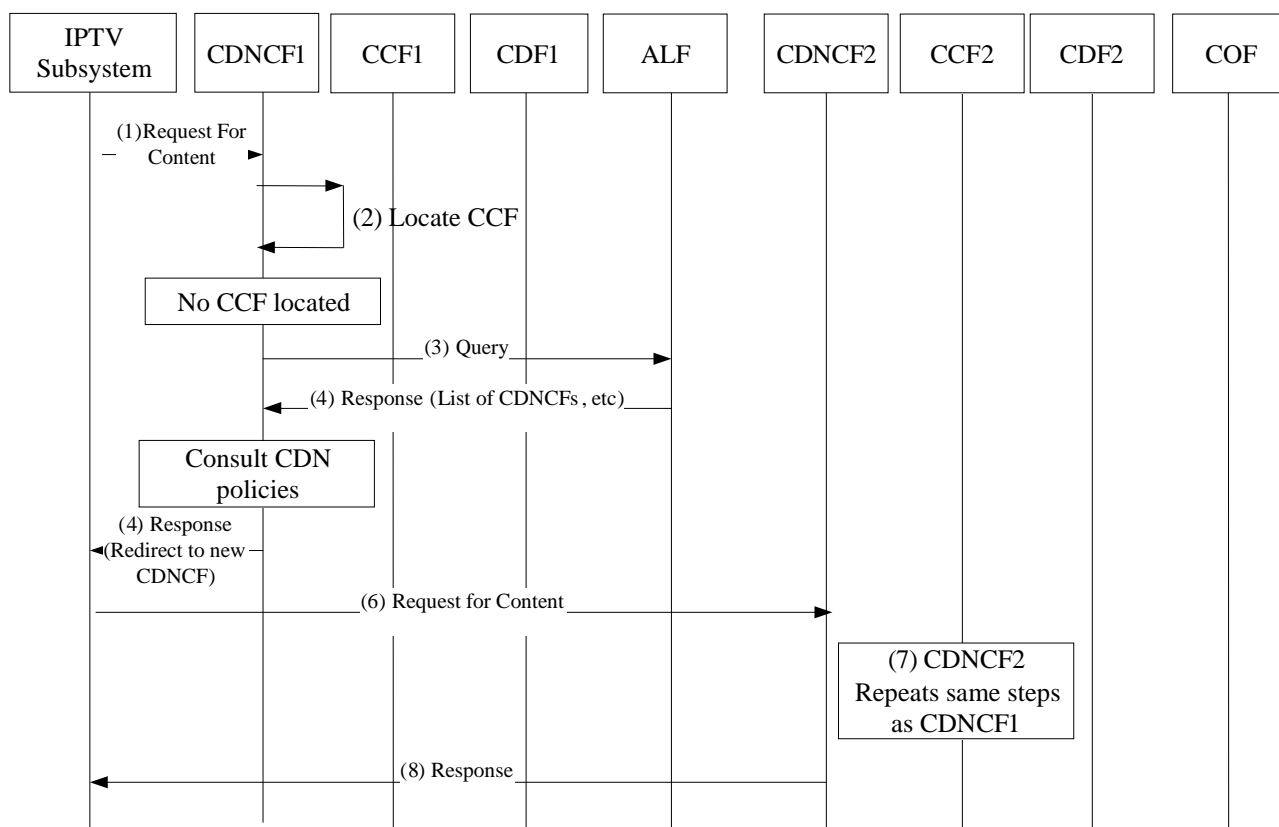 IPTV
Subsystem
CDNCF1
CCF1
CDF1
ALF
CDNCF2
CCF2
CDF2
COF
(1)Request For
Content
(2) Locate CCF
No CCF located
(3) Query
(4) Response (List of CDNCFs , etc)
Consult CDN
policies
(4) Response
(Redirect to new
CDNCF)
(6) Request for Content
(7) CDNCF2
Repeats same steps
as CDNCF1
(8) Response